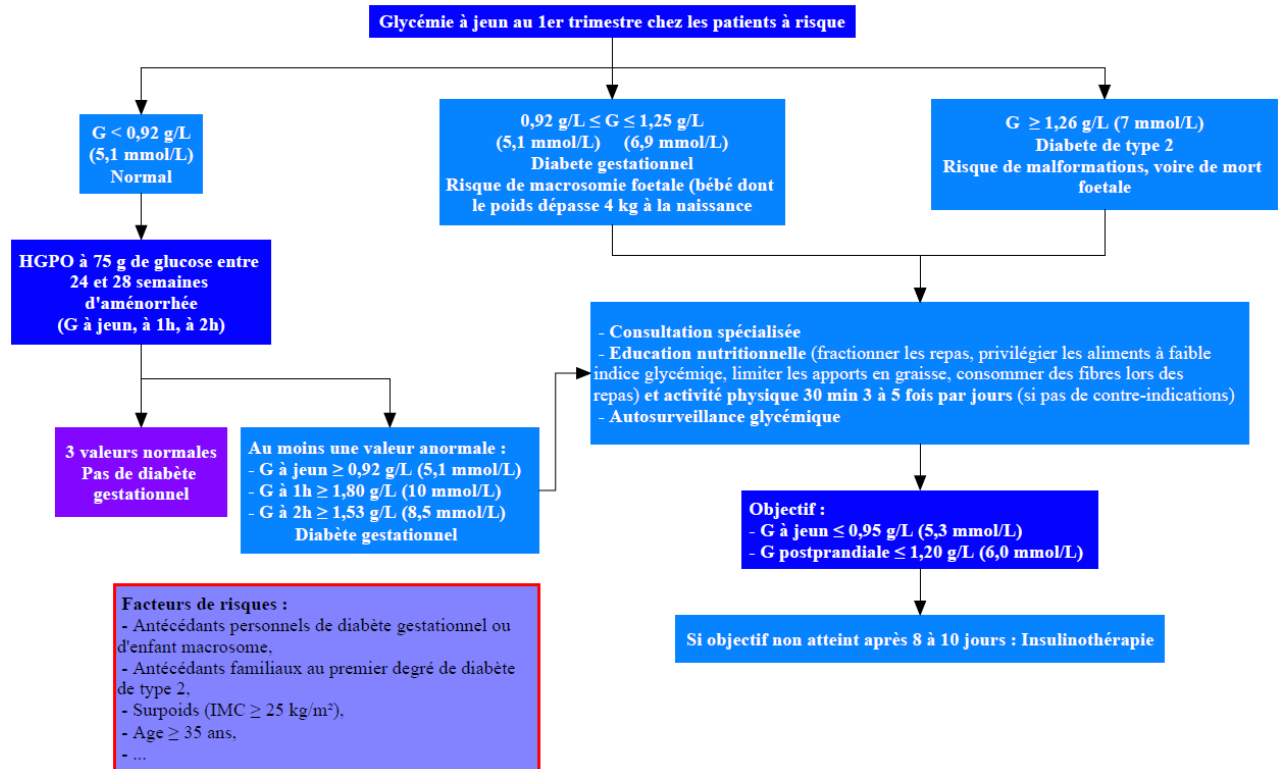 Glycémie à jeun au 1er trimestre chez les patients à risque
G < 0,92 g/L
(5,1 mmol/L)
Normal
0,92 g/L ≤ G ≤ 1,25 g/L
(5,1 mmol/L) (6,9 mmol/L)
Diabete gestationnel
Risque de macrosomie foetale (bébé dont
le poids dépasse 4 kg à la naissance
G ≥ 1,26 g/L (7 mmol/L)
Diabete de type 2
Risque de malformations, voire de mort
foetale
HGPO à 75 g de glucose entre
24 et 28 semaines
d'aménorrhée
(G à jeun, à 1h, à 2h)
- Consultation spécialisée
- Education nutritionnelle (fractionner les repas, privilégier les aliments à faible
indice glycémiqe, limiter les apports en graisse, consommer des fibres lors des
repas) et activité physique 30 min 3 à 5 fois par jours (si pas de contre-indications)
- Autosurveillance glycémique
3 valeurs normales
Pas de diabète
gestationnel
Au moins une valeur anormale :
- G à jeun ≥ 0,92 g/L (5,1 mmol/L)
- G à 1h ≥ 1,80 g/L (10 mmol/L)
- G à 2h ≥ 1,53 g/L (8,5 mmol/L)
Diabète gestationnel
Objectif :
- G à jeun ≤ 0,95 g/L (5,3 mmol/L)
- G postprandiale ≤ 1,20 g/L (6,0 mmol/L)
Si objectif non atteint après 8 à 10 jours : Insulinothérapie
Facteurs de risques :
- Antécédants personnels de diabète gestationnel ou
d'enfant macrosome,
- Antécédants familiaux au premier degré de diabète
de type 2,
- Surpoids (IMC ≥ 25 kg/m²),
- Age ≥ 35 ans,
- ...